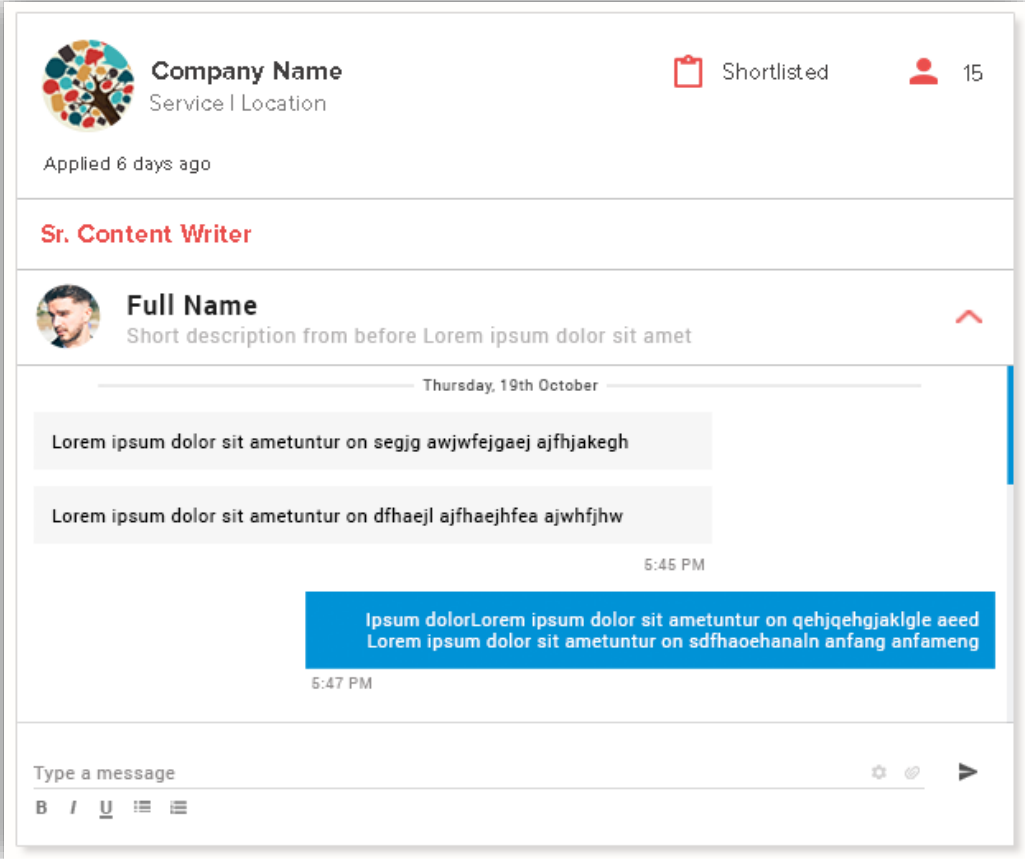 Company Name
Shortlisted
15
Service | Location
Applied 6 days ago
Sr. Content Writer
Full Name
Short description from before Lorem ipsum dolor sit amet
Thursday, 19th October
Lorem ipsum dolor sit ametuntur on segjg awjwfejgaej ajfhjakegh
Lorem ipsum dolor sit ametuntur on dfhaejl ajfhaejhfea ajwhfjhw
5:45 PM
Ipsum dolorLorem ipsum dolor sit ametuntur on qehjqehgjaklgle aeed
Lorem ipsum dolor sit ametuntur on sdfhaoehanaln anfang anfameng
5:47 PM
Type a message
B I U